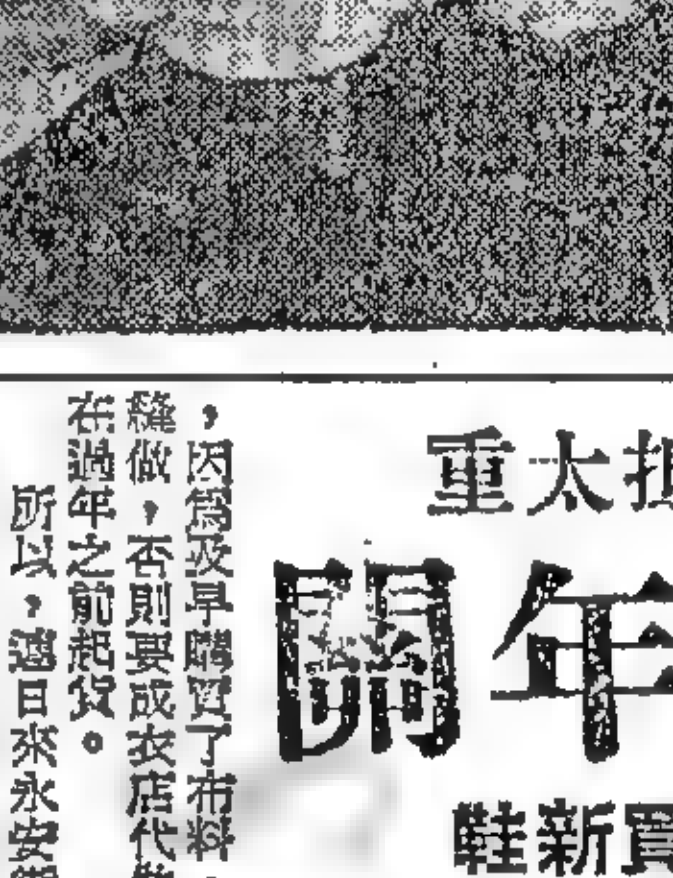 太重
年關
買新鞋
，因爲及早購買了布料，
縫做，否則要成衣店代
在過年之前起貨。
所以，日來永安